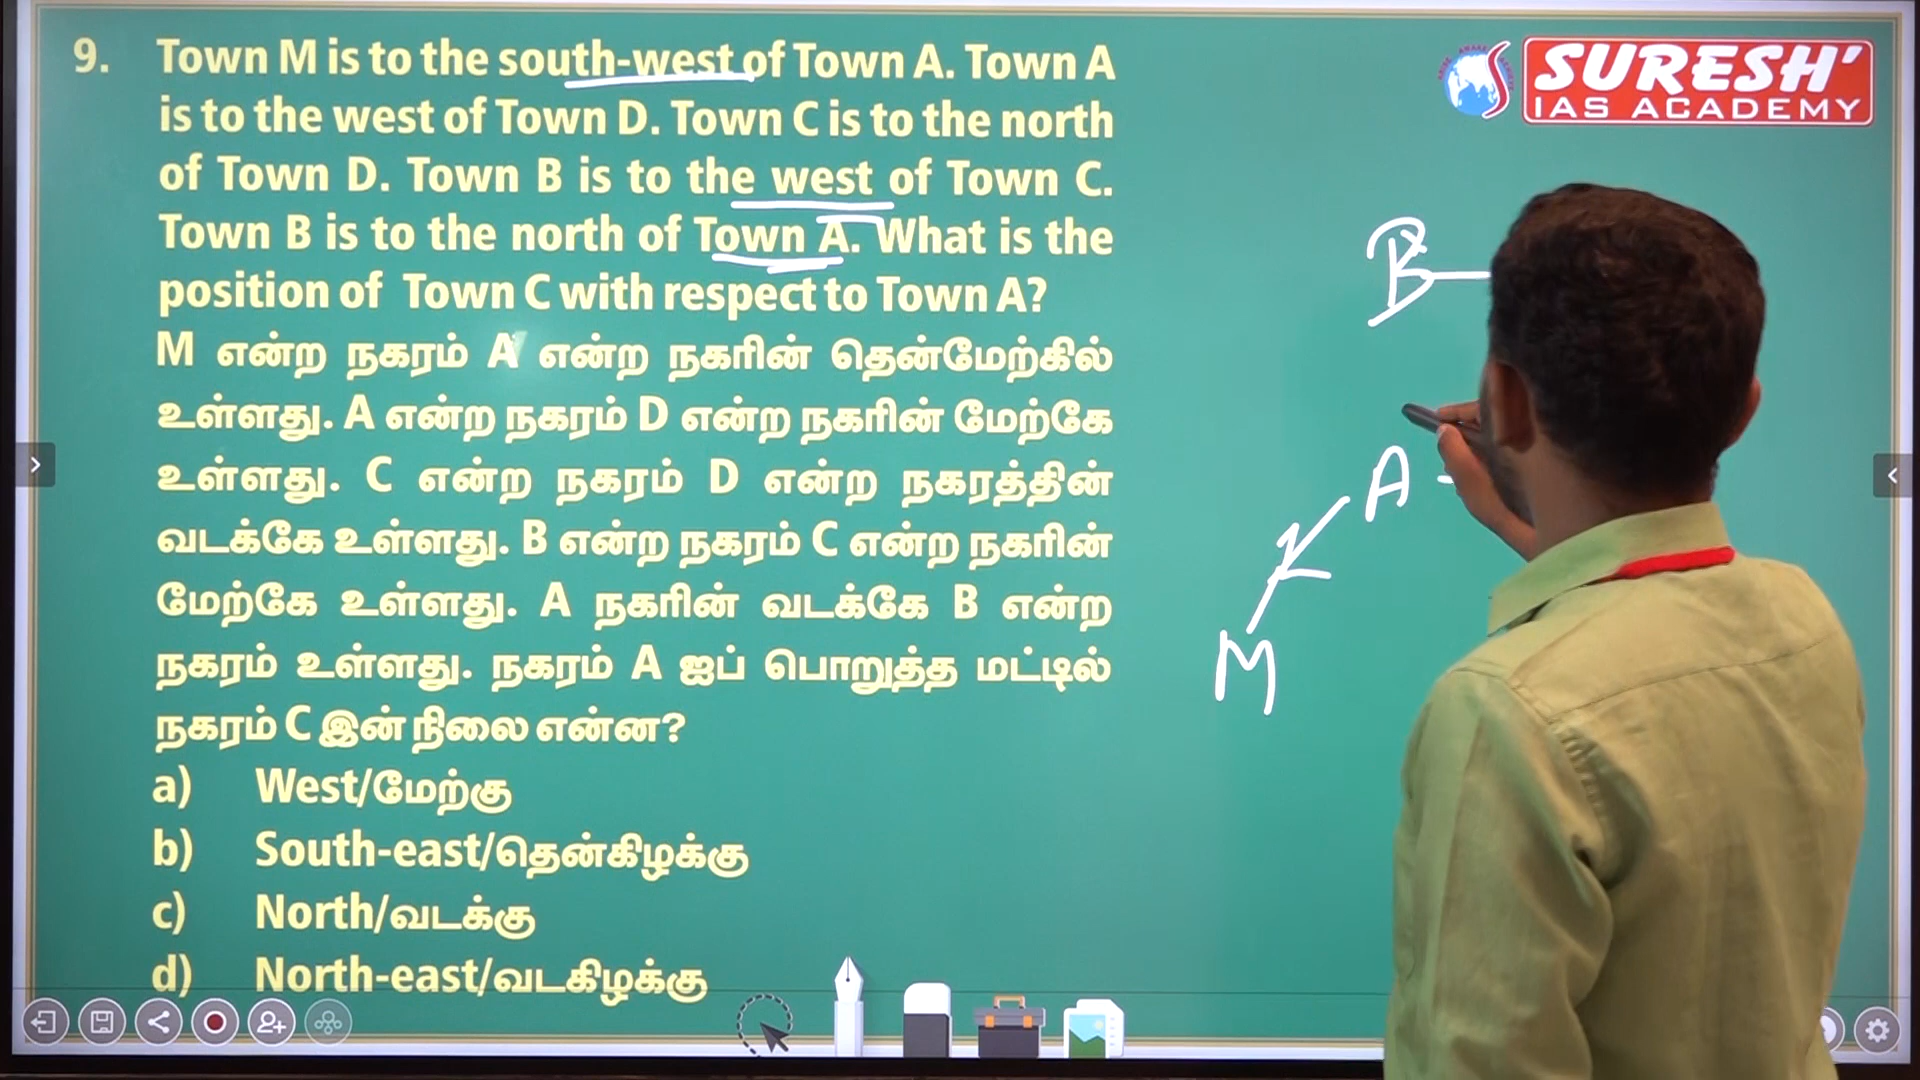 9. Town M is to the south-west of Town A. Town A
is to the west of Town D. Town C is to the north
of Town D. Town B is to the west of Town C.
Town B is to the north of Town A. What is the
position of Town C with respect to Town A?
M என்ற நகரம் A என்ற நகரின் தென்மேற்கில்
உள்ளது. A என்ற நகரம் D என்ற நகரின் மேற்கே
உள்ளது. C என்ற நகரம் D என்ற நகரத்தின்
வடக்கே உள்ளது. B என்ற நகரம் C என்ற நகரின்
மேற்கே உள்ளது. A நகரின் வடக்கே B என்ற
நகரம் உள்ளது. நகரம் A ஐப் பொறுத்த மட்டில்
நகரம் C இன் நிலை என்ன?
a) West/மேற்கு
b) South-east/தென்கிழக்கு
c) North/வடக்கு
d) North-east/வடகிழக்கு
SURESH'
IAS ACADEMY
B
A
M